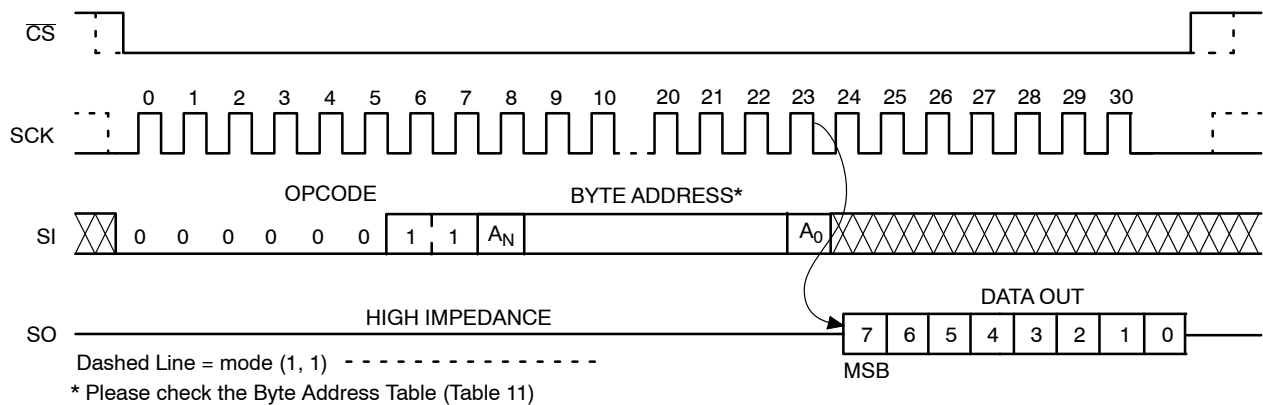 CS
0 1 2 3 4 5 6 7 8 9 10 20 21 22 23 24 25 26 27 28 29 30
SCK
OPCODE BYTE ADDRESS*
SI 0 0 0 0 0 0 1 1 AN A0
DATA OUT
HIGH IMPEDANCE
SO 7 6 5 4 3 2 1 0
Dashed Line = mode (1, 1)
MSB
* Please check the Byte Address Table (Table 11)